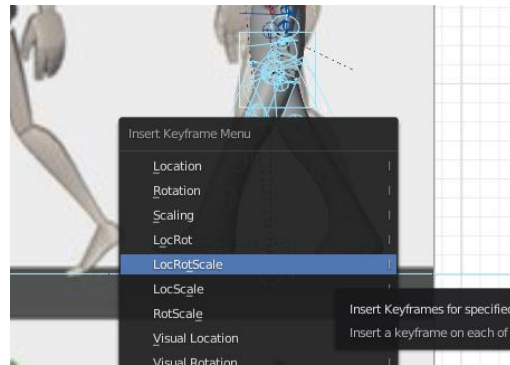 Insert Keyframe Menu
Location I
Rotation I
Scaling I
LocRot I
LocRotScale I
LocScale I
RotScale
Visual Location
Visual Rotation
Insert Keyframes for specified
Insert a keyframe on each of